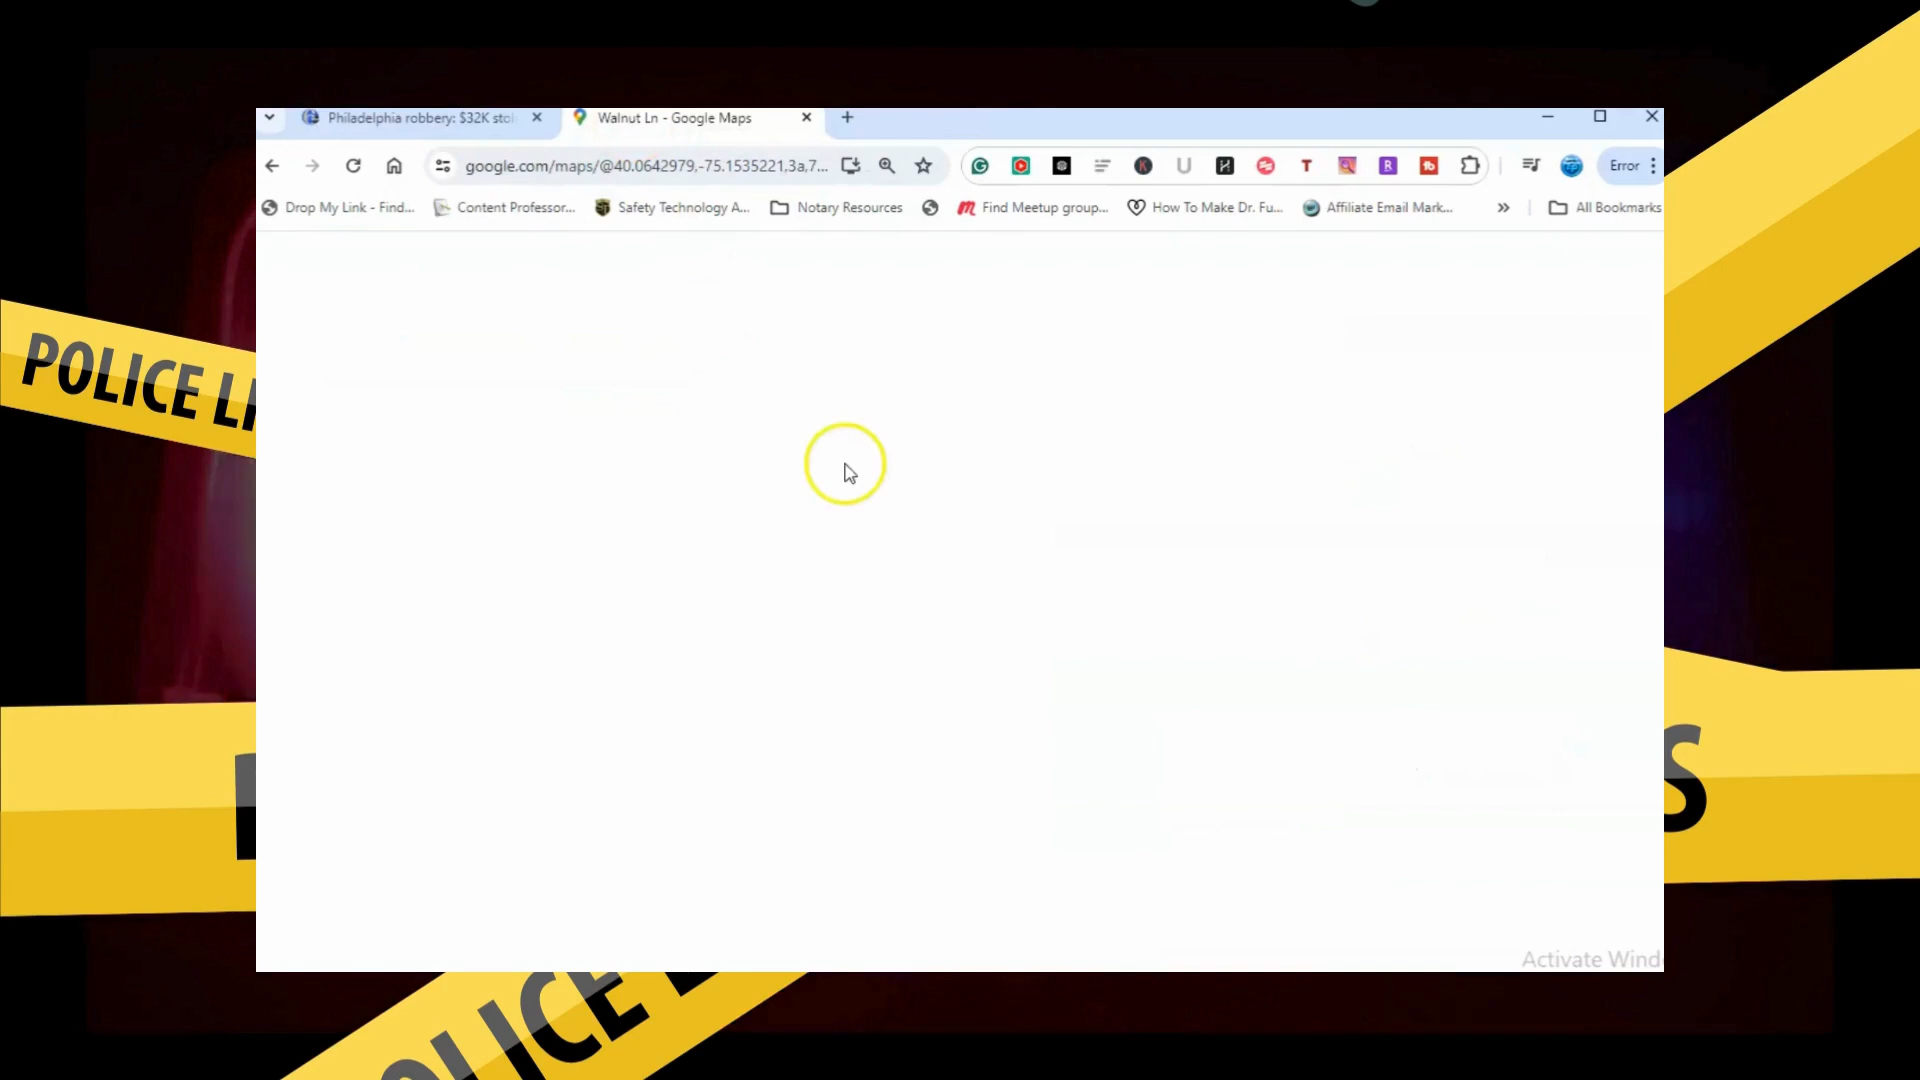 Philadelphia robbery: $32K sto
Walnut Ln - Google Maps
google.com/maps/@40.0642979,-75.1535221,3a,7...
Error
Drop My Link - Find...
Content Professor...
Safety Technology A...
Notary Resources
Find Meetup group...
How To Make Dr. Fu...
Affiliate Email Mark...
All Bookmarks
POLICE LI
S
Activate Wind
POLICE L